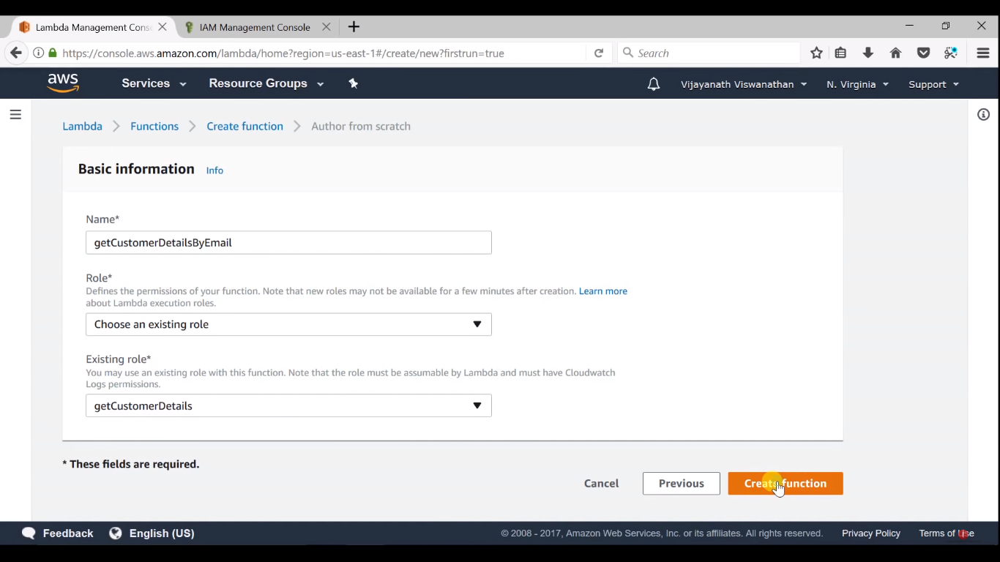 Lambda Management Conso
IAM Management Console
https://console.aws.amazon.com/lambda/home?region=us-east-1#/create/new?firstrun=true
Search
aws
Services
Resource Groups
Vijayanath Viswanathan
N. Virginia
Support
Lambda
Functions
Create function
Author from scratch
Basic information
Info
Name*
getCustomerDetailsByEmail
Role*
Defines the permissions of your function. Note that new roles may not be available for a few minutes after creation. Learn more
about Lambda execution roles.
Choose an existing role
Existing role*
You may use an existing role with this function. Note that the role must be assumable by Lambda and must have Cloudwatch
Logs permissions.
getCustomerDetails
* These fields are required.
Cancel
Previous
Create function
Feedback
English (US)
© 2008 - 2017, Amazon Web Services, Inc. or its affiliates. All rights reserved.
Privacy Policy
Terms of Use